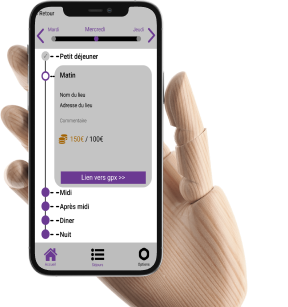 Retour
Mardi Mercredi Jeudi
Petit déjeuner
Matin
Nom du lieu
Adresse du lieu
Commentaire
150€ / 100€
Lien vers gpx >>
Midi
Après midi
Diner
Nuit
Accueil
Options